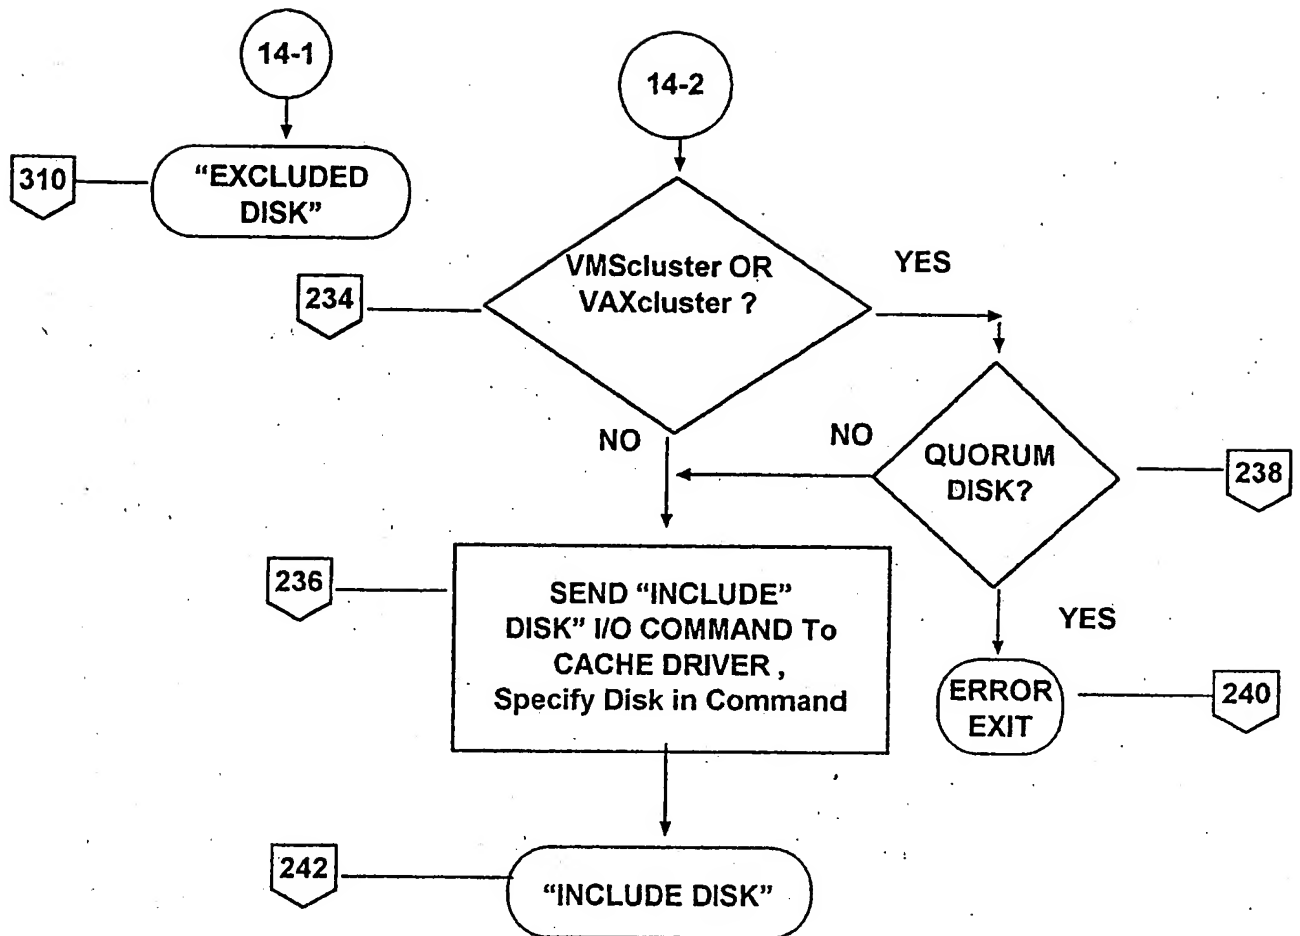 14-1
14-2
310
“EXCLUDED
DISK”
234
VMScluster OR
VAXcluster ?
YES
NO
NO
QUORUM
DISK?
238
236
SEND “INCLUDE”
DISK” I/O COMMAND To
CACHE DRIVER ,
Specify Disk in Command
YES
ERROR
EXIT
240
242
“INCLUDE DISK”